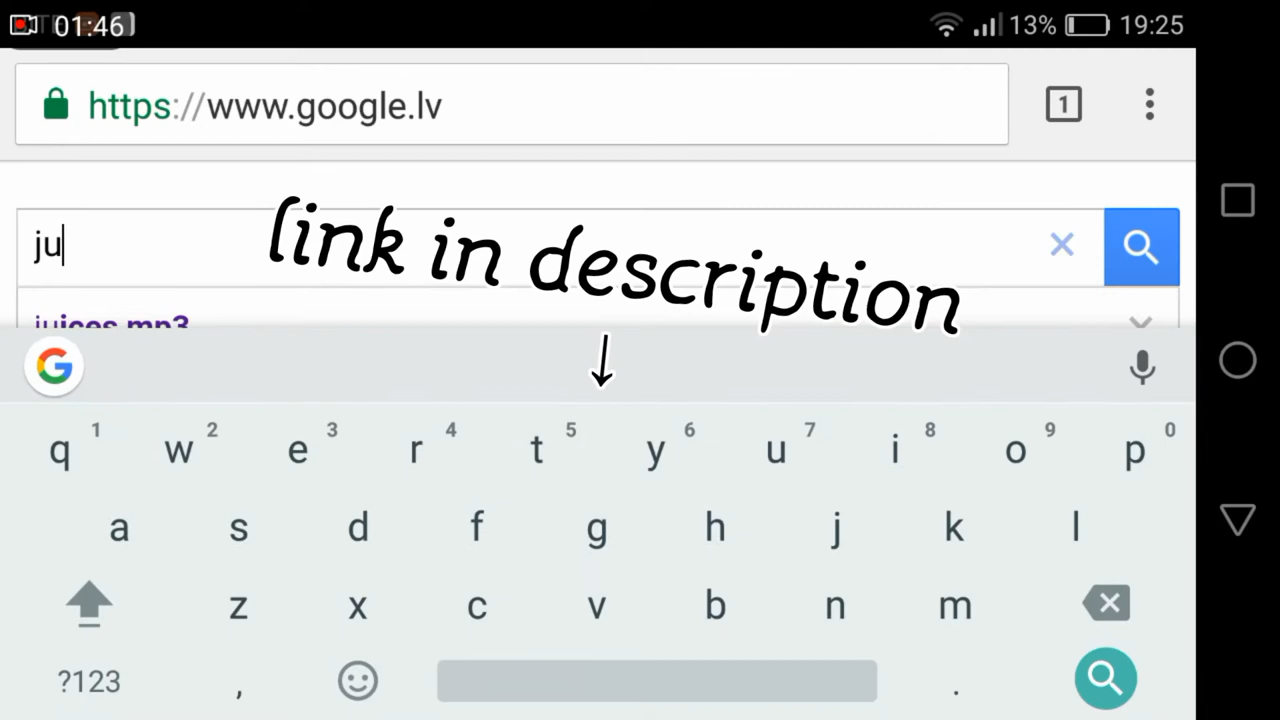 01:46
13% 19:25
https://www.google.lv
1
ju
link in description
juices mp3
G
1 2 3 4 5 6 7 8 9 0
q w e r t y u i o p
a s d f g h j k l
z x c v b n m
?123 , .